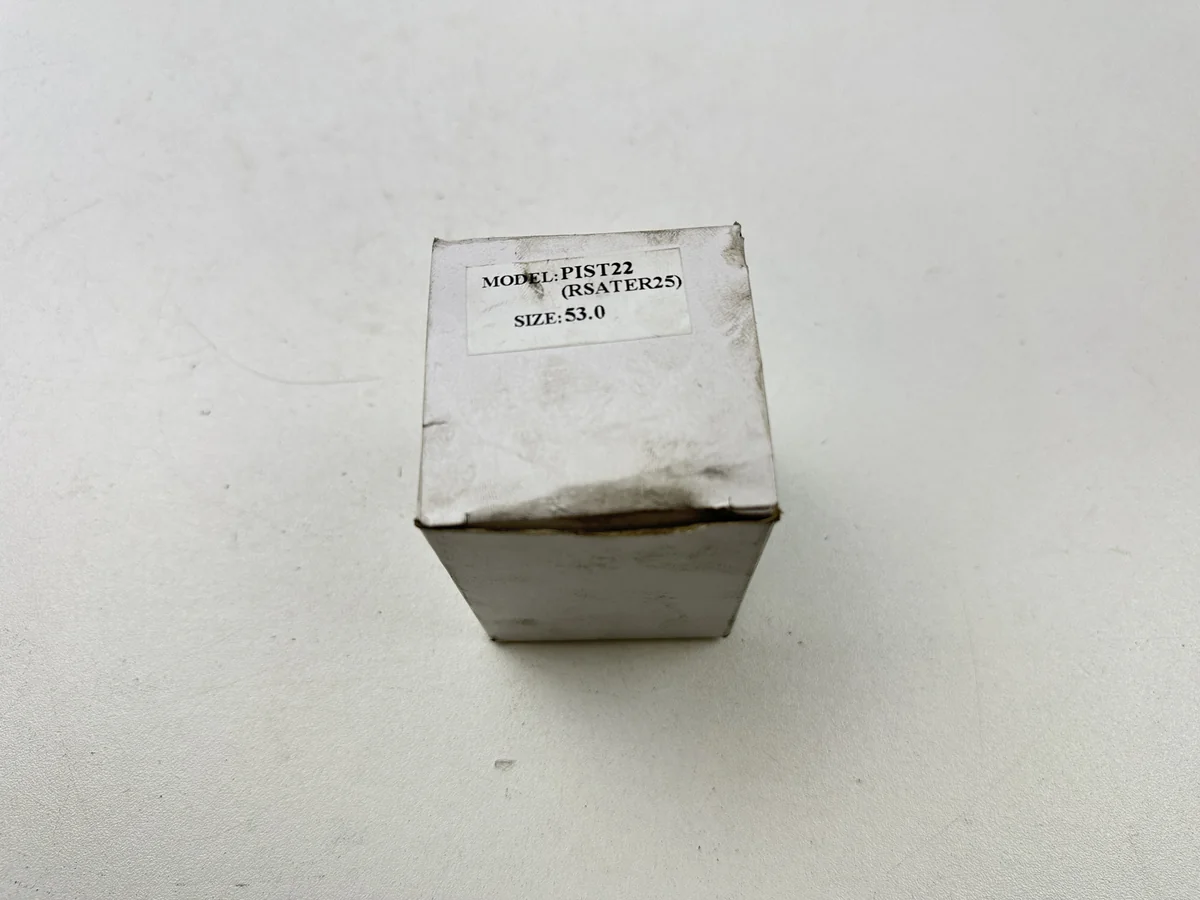 MODEL: PIST22
(RSATER25)
SIZE: 53.0